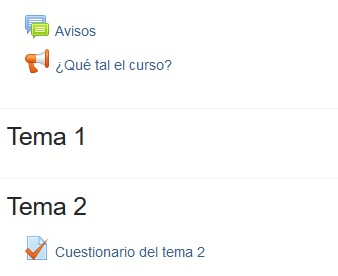 Avisos
¿Qué tal el curso?
Tema 1
Tema 2
Cuestionario del tema 2